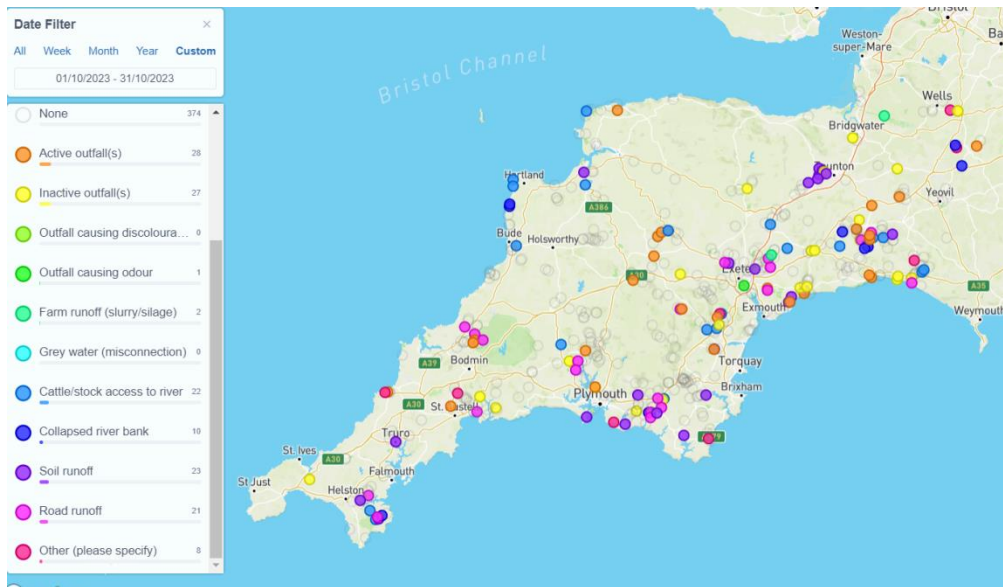 Date Filter ×
All Week Month Year Custom
01/10/2023 - 31/10/2023
None 374
Active outfall(s) 28
Inactive outfall(s) 27
Outfall causing discoloura... 0
Outfall causing odour 1
Farm runoff (slurry/silage) 2
Grey water (misconnection) 0
Cattle/stock access to river 22
Collapsed river bank 10
Soil runoff 23
Road runoff 21
Other (please specify) 8
Bristol Channel
Bristol
Weston-
super-Mare
Ba
Wells
Bridgwater
Taunton
Yeovil
Hartland
A386
Bude
Holsworthy
A30
Exeter
Exmouth
A35
Weymouth
Torquay
Brixham
A379
Plymouth
Bodmin
A39
A30
St. Austell
Truro
St. Ives
A30
Falmouth
St Just
Helston